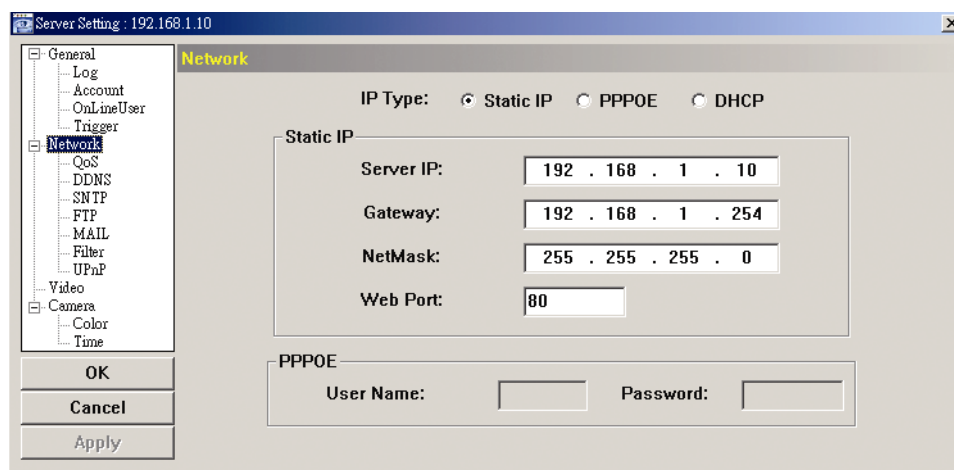 Server Setting : 192.168.1.10
General
Log
Account
OnLineUser
Trigger
Network
QoS
DDNS
SNTP
FTP
MAIL
Filter
UPnP
Video
Camera
Color
Time
OK
Cancel
Apply
Network
IP Type: Static IP PPPOE DHCP
Static IP
Server IP: 192 . 168 . 1 . 10
Gateway: 192 . 168 . 1 . 254
NetMask: 255 . 255 . 255 . 0
Web Port: 80
PPPOE
User Name: Password: